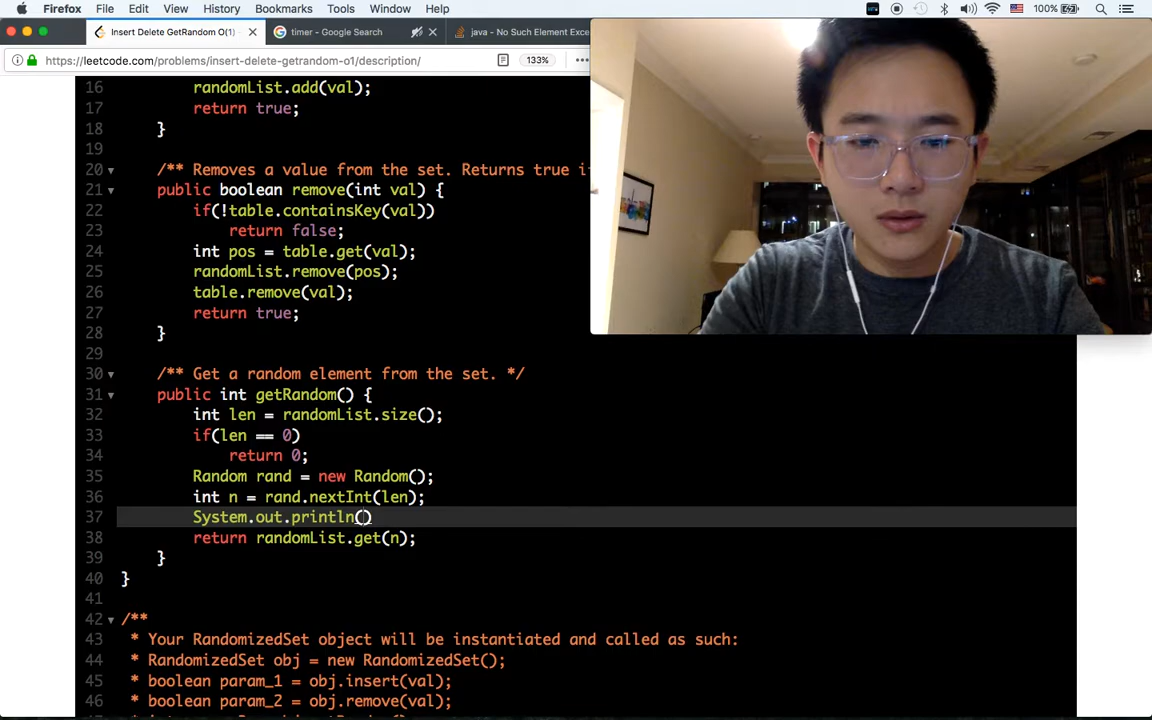 Firefox File Edit View History Bookmarks Tools Window Help 100%
Insert Delete GetRandom O(1) timer - Google Search java - No Such Element Exce
https://leetcode.com/problems/insert-delete-getrandom-o1/description/ 133%
16 randomList.add(val);
17 return true;
18 }
19
20 /** Removes a value from the set. Returns true i
21 public boolean remove(int val) {
22 if(!table.containsKey(val))
23 return false;
24 int pos = table.get(val);
25 randomList.remove(pos);
26 table.remove(val);
27 return true;
28 }
29
30 /** Get a random element from the set. */
31 public int getRandom() {
32 int len = randomList.size();
33 if(len == 0)
34 return 0;
35 Random rand = new Random();
36 int n = rand.nextInt(len);
37 System.out.println()
38 return randomList.get(n);
39 }
40 }
41
42 /**
43 * Your RandomizedSet object will be instantiated and called as such:
44 * RandomizedSet obj = new RandomizedSet();
45 * boolean param_1 = obj.insert(val);
46 * boolean param_2 = obj.remove(val);